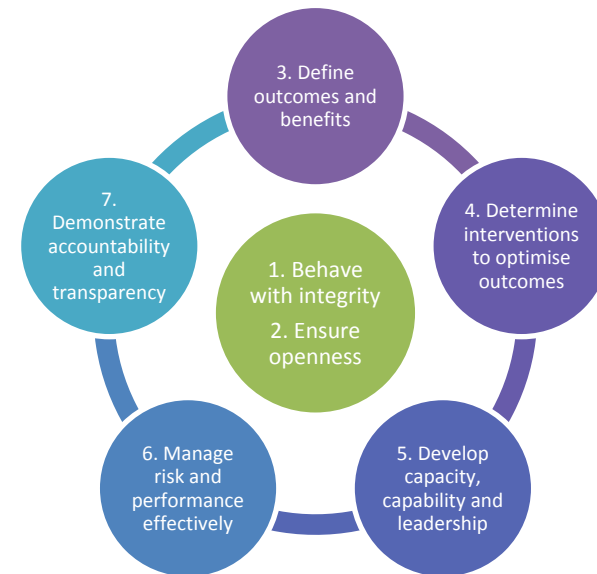 3. Define
outcomes and
benefits
7.
Demonstrate
accountability
and
transparency
4. Determine
interventions
to optimise
outcomes
1. Behave
with integrity
2. Ensure
openness
6. Manage
risk and
performance
effectively
5. Develop
capacity,
capability and
leadership